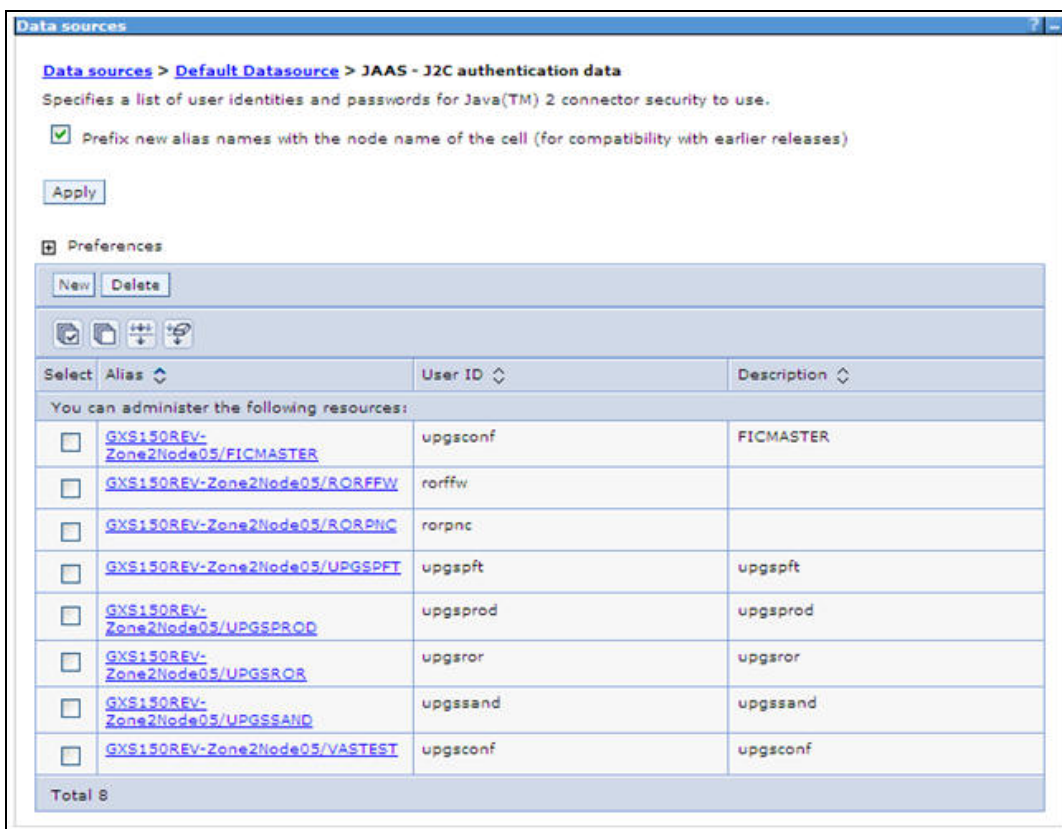 Data sources
? –
Data sources > Default Datasource > JAAS - J2C authentication data
Specifies a list of user identities and passwords for Java(TM) 2 connector security to use.
Prefix new alias names with the node name of the cell (for compatibility with earlier releases)
Apply
Preferences
New Delete
Select Alias User ID Description
You can administer the following resources:
GXS150REV-
Zone2Node05/FICMASTER upgsconf FICMASTER
GXS150REV-Zone2Node05/RORFFW rorffw
GXS150REV-Zone2Node05/RORPNC rorpnc
GXS150REV-Zone2Node05/UPGSPFT upgspft upgspft
GXS150REV-
Zone2Node05/UPGSPROD upgsprod upgsprod
GXS150REV-
Zone2Node05/UPGSROR upgsror upgsror
GXS150REV-
Zone2Node05/UPGSSAND upgssand upgssand
GXS150REV-Zone2Node05/VASTEST upgsconf upgsconf
Total 8